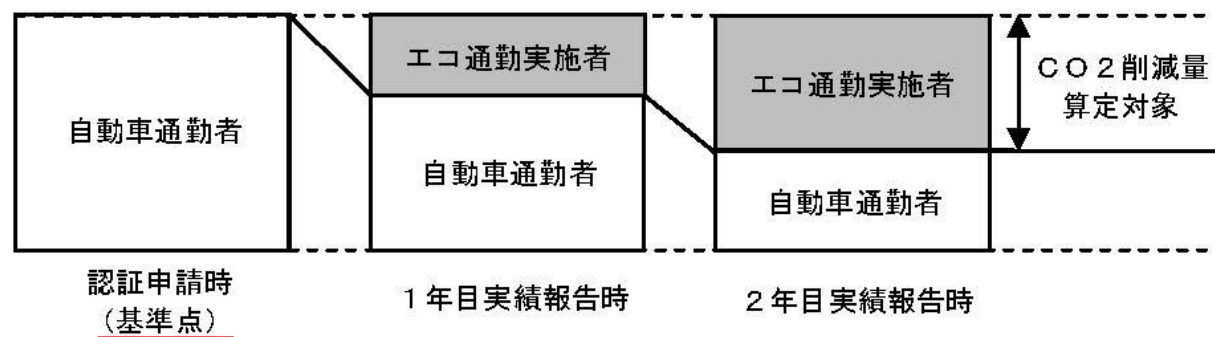 自動車通勤者
エコ通勤実施者
自動車通勤者
エコ通勤実施者
自動車通勤者
ＣＯ２削減量
算定対象
認証申請時
（基準点）
１年目実績報告時
２年目実績報告時